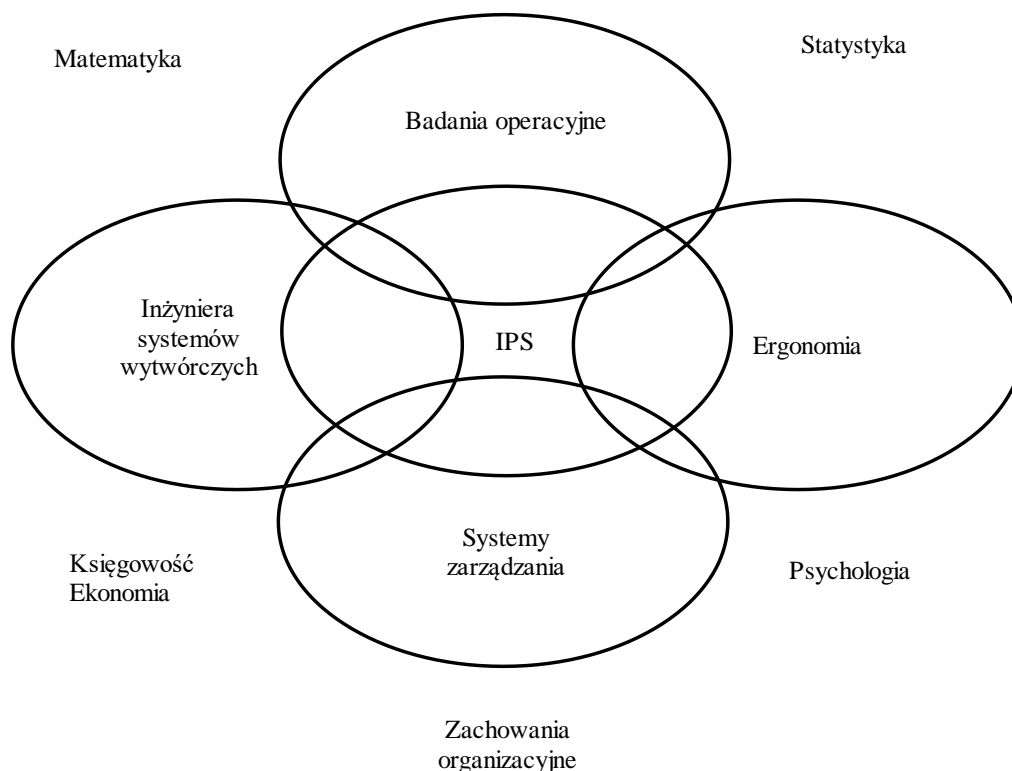 Matematyka
Statystyka
Badania operacyjne
Inżyniera
systemów
wytwórczych
IPS
Ergonomia
Systemy
zarządzania
Księgowość
Ekonomia
Psychologia
Zachowania
organizacyjne